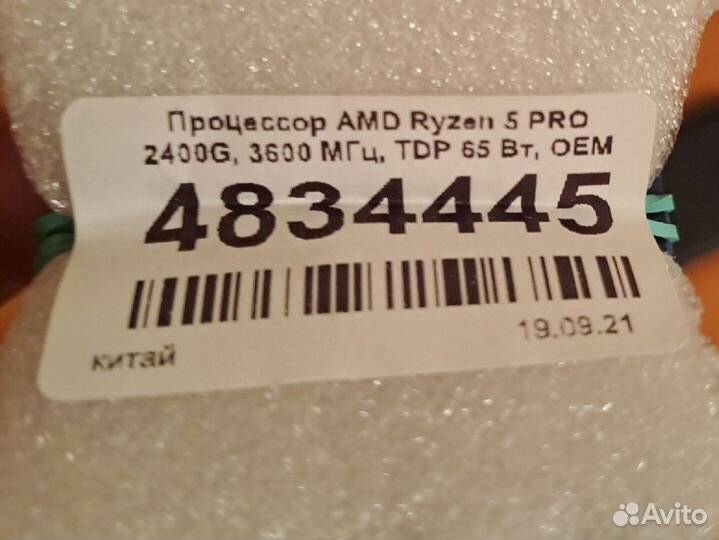 Процессор AMD Ryzen 5 PRO
2400G, 3600 МГц, TDP 65 Вт, OEM
4834445
19.09.21
китай
Avito